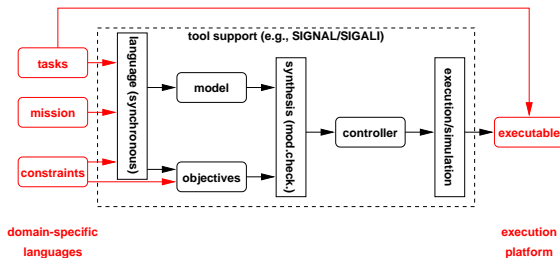 tool support (e.g., SIGNAL/SIGALI)
tasks
mission
constraints
language (synchronous)
model
objectives
synthesis (mod.check.)
controller
execution/simulation
executable
domain-specific
languages
execution
platform